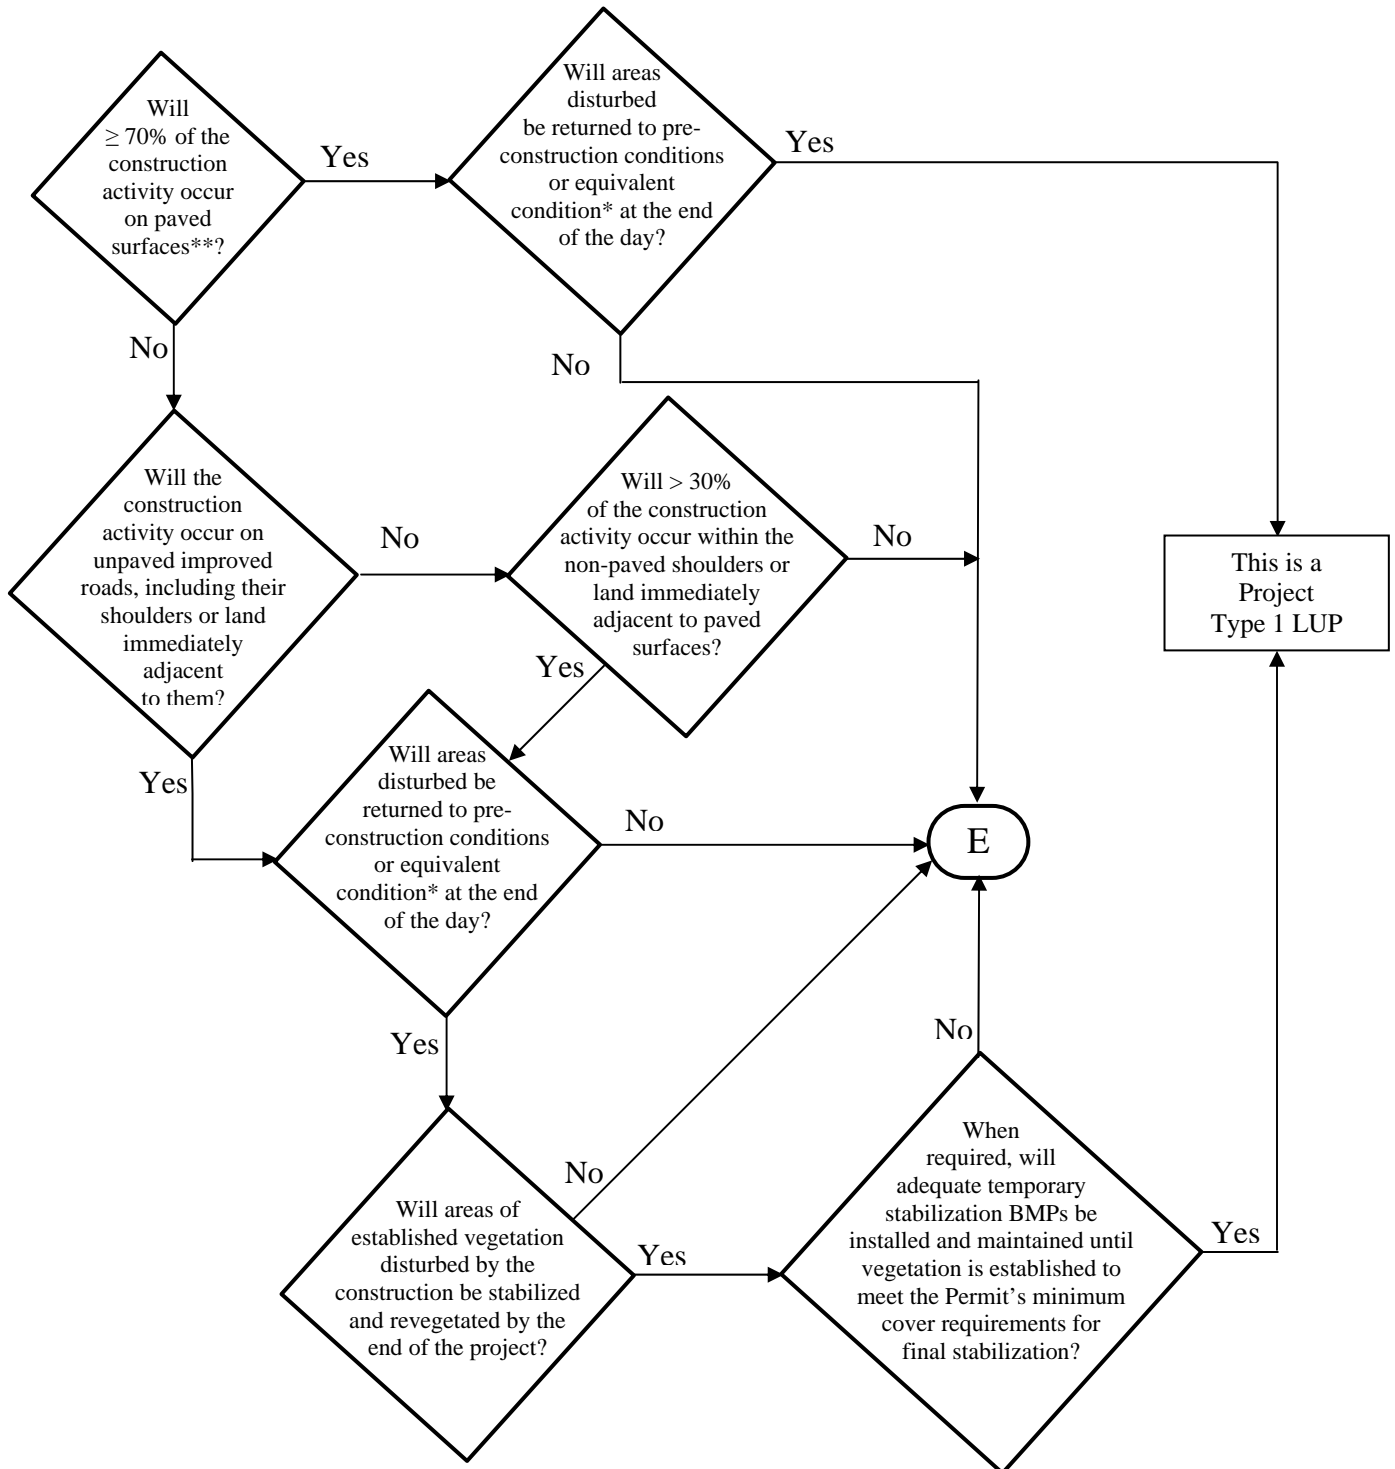 Will
≥ 70% of the
construction
activity occur
on paved
surfaces**?
Yes
Will areas
disturbed
be returned to pre-
construction conditions
or equivalent
condition* at the end
of the day?
Yes
No
No
Will the
construction
activity occur on
unpaved improved
roads, including their
shoulders or land
immediately
adjacent
to them?
No
Will > 30%
of the construction
activity occur within the
non-paved shoulders or
land immediately
adjacent to paved
surfaces?
No
This is a
Project
Type 1 LUP
Yes
Yes
Will areas
disturbed be
returned to pre-
construction conditions
or equivalent
condition* at the end
of the day?
No
E
Yes
No
No
Will areas of
established vegetation
disturbed by the
construction be stabilized
and revegetated by the
end of the project?
Yes
When
required, will
adequate temporary
stabilization BMPs be
installed and maintained until
vegetation is established to
meet the Permit's minimum
cover requirements for
final stabilization?
Yes